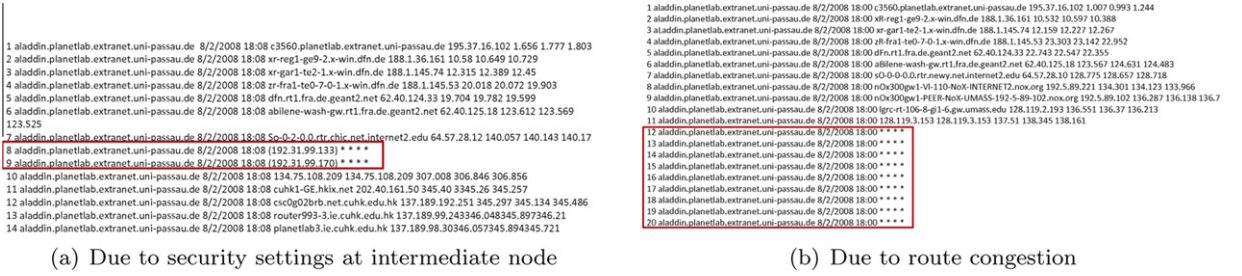 1 aladdin.planetlab.extranet.uni-passau.de 8/2/2008 18:08 c3560.planetlab.extranet.uni-passau.de 195.37.16.102 1.656 1.777 1.803
2 aladdin.planetlab.extranet.uni-passau.de 8/2/2008 18:08 xr-reg1-ge9-2.x-win.dfn.de 188.1.36.161 10.58 10.649 10.729
3 aladdin.planetlab.extranet.uni-passau.de 8/2/2008 18:08 xr-gar1-te2-1.x-win.dfn.de 188.1.145.74 12.315 12.389 12.45
4 aladdin.planetlab.extranet.uni-passau.de 8/2/2008 18:08 zr-fra1-te0-7-0-1.x-win.dfn.de 188.1.145.53 20.018 20.072 19.903
5 aladdin.planetlab.extranet.uni-passau.de 8/2/2008 18:08 dfn.rt1.fra.de.geant2.net 62.40.124.33 19.704 19.782 19.599
6 aladdin.planetlab.extranet.uni-passau.de 8/2/2008 18:08 abilene-wash-gw.rt1.fra.de.geant2.net 62.40.125.18 123.612 123.569
123.525
7 aladdin.planetlab.extranet.uni-passau.de 8/2/2008 18:08 So-0-2-0.0.rtr.chic.net.internet2.edu 64.57.28.12 140.057 140.143 140.17
8 aladdin.planetlab.extranet.uni-passau.de 8/2/2008 18:08 (192.31.99.133) * * * *
9 aladdin.planetlab.extranet.uni-passau.de 8/2/2008 18:08 (192.31.99.170) * * * *
10 aladdin.planetlab.extranet.uni-passau.de 8/2/2008 18:08 134.75.108.209 134.75.108.209 307.008 306.846 306.856
11 aladdin.planetlab.extranet.uni-passau.de 8/2/2008 18:08 cuhk1-GE.hkix.net 202.40.161.50 345.40 3345.26 345.257
12 aladdin.planetlab.extranet.uni-passau.de 8/2/2008 18:08 csc0g02brb.net.cuhk.edu.hk 137.189.192.251 345.297 345.134 345.486
13 aladdin.planetlab.extranet.uni-passau.de 8/2/2008 18:08 router993-3.ie.cuhk.edu.hk 137.189.99.243346.048345.897346.21
14 aladdin.planetlab.extranet.uni-passau.de 8/2/2008 18:08 planetlab3.ie.cuhk.edu.hk 137.189.98.30346.057345.894345.721
(a) Due to security settings at intermediate node
1 aladdin.planetlab.extranet.uni-passau.de 8/2/2008 18:00 c3560.planetlab.extranet.uni-passau.de 195.37.16.102 1.007 0.993 1.244
2 aladdin.planetlab.extranet.uni-passau.de 8/2/2008 18:00 xR-reg1-ge9-2.x-win.dfn.de 188.1.36.161 10.532 10.597 10.388
3 aLaddin.planetlab.extranet.uni-passau.de 8/2/2008 18:00 xr-gar1-te2-1.x-win.dfn.de 188.1.145.74 12.159 12.227 12.267
4 aladdin.planetlab.extranet.uni-passau.de 8/2/2008 18:00 zR-fra1-te0-7-0-1.x-win.dfn.de 188.1.145.53 23.303 23.142 22.952
5 aladdin.planetlab.extranet.uni-passau.de 8/2/2008 18:00 dFn.rt1.fra.de.geant2.net 62.40.124.33 22.743 22.547 22.355
6 aladdin.planetlab.extranet.uni-passau.de 8/2/2008 18:00 aBilene-wash-gw.rt1.fra.de.geant2.net 62.40.125.18 123.567 124.631 124.483
7 aladdin.planetlab.extranet.uni-passau.de 8/2/2008 18:00 sO-0-0-0.0.rtr.newy.net.internet2.edu 64.57.28.10 128.775 128.657 128.718
8 aladdin.planetlab.extranet.uni-passau.de 8/2/2008 18:00 nOx300gw1-Vl-110-NoX-INTERNET2.nox.org 192.5.89.221 134.301 134.123 133.966
9 aladdin.planetlab.extranet.uni-passau.de 8/2/2008 18:00 nOx300gw1-PEER-NoX-UMASS-192-5-89-102.nox.org 192.5.89.102 136.287 136.138 136.7
10 aladdin.planetlab.extranet.uni-passau.de 8/2/2008 18:00 lgrc-rt-106-8-gi1-6.gw.umass.edu 128.119.2.193 136.551 136.37 136.213
11 aladdin.planetlab.extranet.uni-passau.de 8/2/2008 18:00 128.119.3.153 128.119.3.153 137.51 138.345 138.161
12 aladdin.planetlab.extranet.uni-passau.de 8/2/2008 18:00 * * * *
13 aladdin.planetlab.extranet.uni-passau.de 8/2/2008 18:00 * * * *
14 aladdin.planetlab.extranet.uni-passau.de 8/2/2008 18:00 * * * *
15 aladdin.planetlab.extranet.uni-passau.de 8/2/2008 18:00 * * * *
16 aladdin.planetlab.extranet.uni-passau.de 8/2/2008 18:00 * * * *
17 aladdin.planetlab.extranet.uni-passau.de 8/2/2008 18:00 * * * *
18 aladdin.planetlab.extranet.uni-passau.de 8/2/2008 18:00 * * * *
19 aladdin.planetlab.extranet.uni-passau.de 8/2/2008 18:00 * * * *
20 aladdin.planetlab.extranet.uni-passau.de 8/2/2008 18:00 * * * *
(b) Due to route congestion